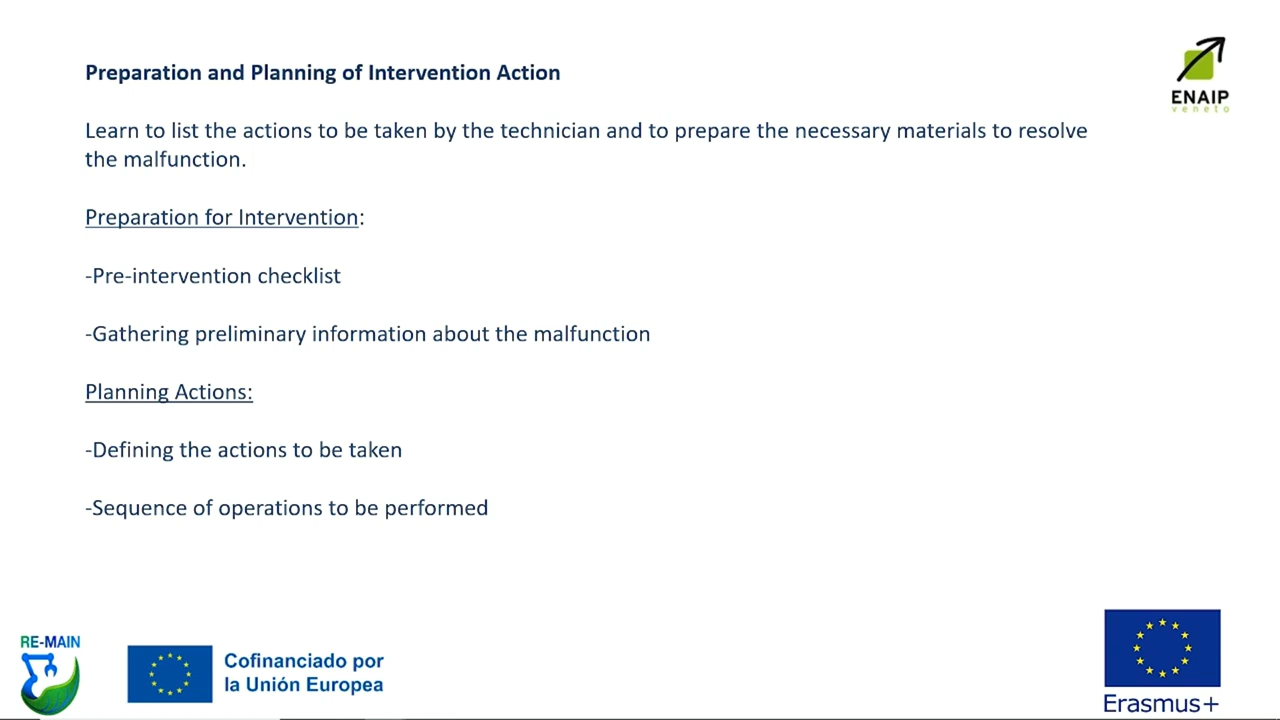 Preparation and Planning of Intervention Action
ENAIP
veneto
Learn to list the actions to be taken by the technician and to prepare the necessary materials to resolve
the malfunction.
Preparation for Intervention:
-Pre-intervention checklist
-Gathering preliminary information about the malfunction
Planning Actions:
-Defining the actions to be taken
-Sequence of operations to be performed
RE-MAIN
Cofinanciado por
la Unión Europea
Erasmus+